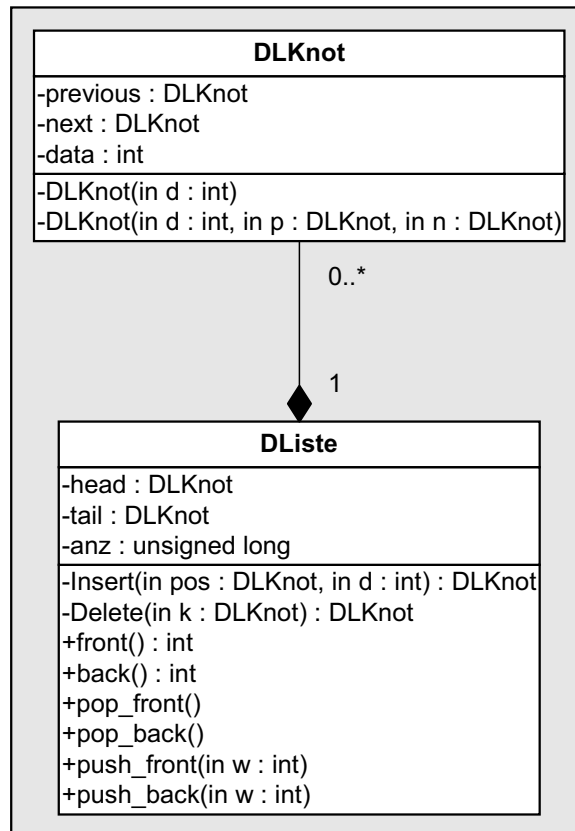 DLKnot
-previous : DLKnot
-next : DLKnot
-data : int
-DLKnot(in d : int)
-DLKnot(in d : int, in p : DLKnot, in n : DLKnot)
0..*
1
DListe
-head : DLKnot
-tail : DLKnot
-anz : unsigned long
-Insert(in pos : DLKnot, in d : int) : DLKnot
-Delete(in k : DLKnot) : DLKnot
+front() : int
+back() : int
+pop_front()
+pop_back()
+push_front(in w : int)
+push_back(in w : int)